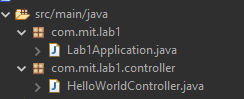 src/main/java
com.mit.lab1
Lab1Application.java
com.mit.lab1.controller
HelloWorldController.java